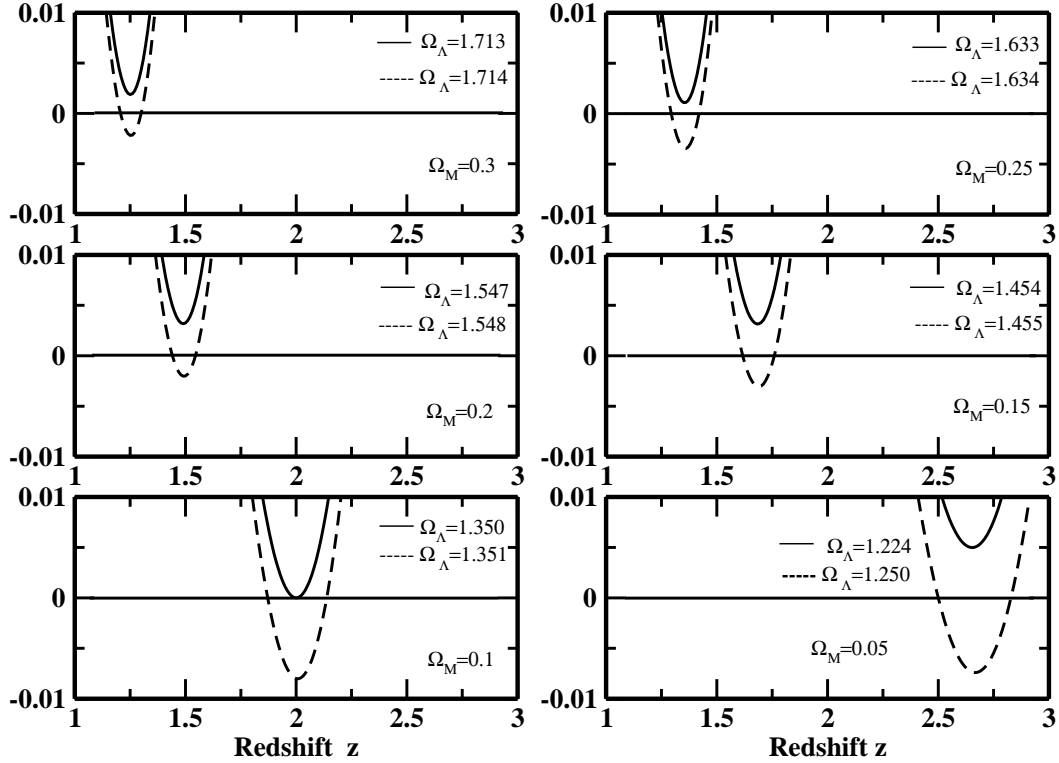 0.01
0
-0.01
Ω_Λ=1.713
Ω_Λ=1.714
Ω_M=0.3
1 1.5 2 2.5 3
0.01
0
-0.01
Ω_Λ=1.633
Ω_Λ=1.634
Ω_M=0.25
1 1.5 2 2.5 3
0.01
0
-0.01
Ω_Λ=1.547
Ω_Λ=1.548
Ω_M=0.2
1 1.5 2 2.5 3
0.01
0
-0.01
Ω_Λ=1.454
Ω_Λ=1.455
Ω_M=0.15
1 1.5 2 2.5 3
0.01
0
-0.01
Ω_Λ=1.350
Ω_Λ=1.351
Ω_M=0.1
1 1.5 2 2.5 3
Redshift z
0.01
0
-0.01
Ω_Λ=1.224
Ω_Λ=1.250
Ω_M=0.05
1 1.5 2 2.5 3
Redshift z